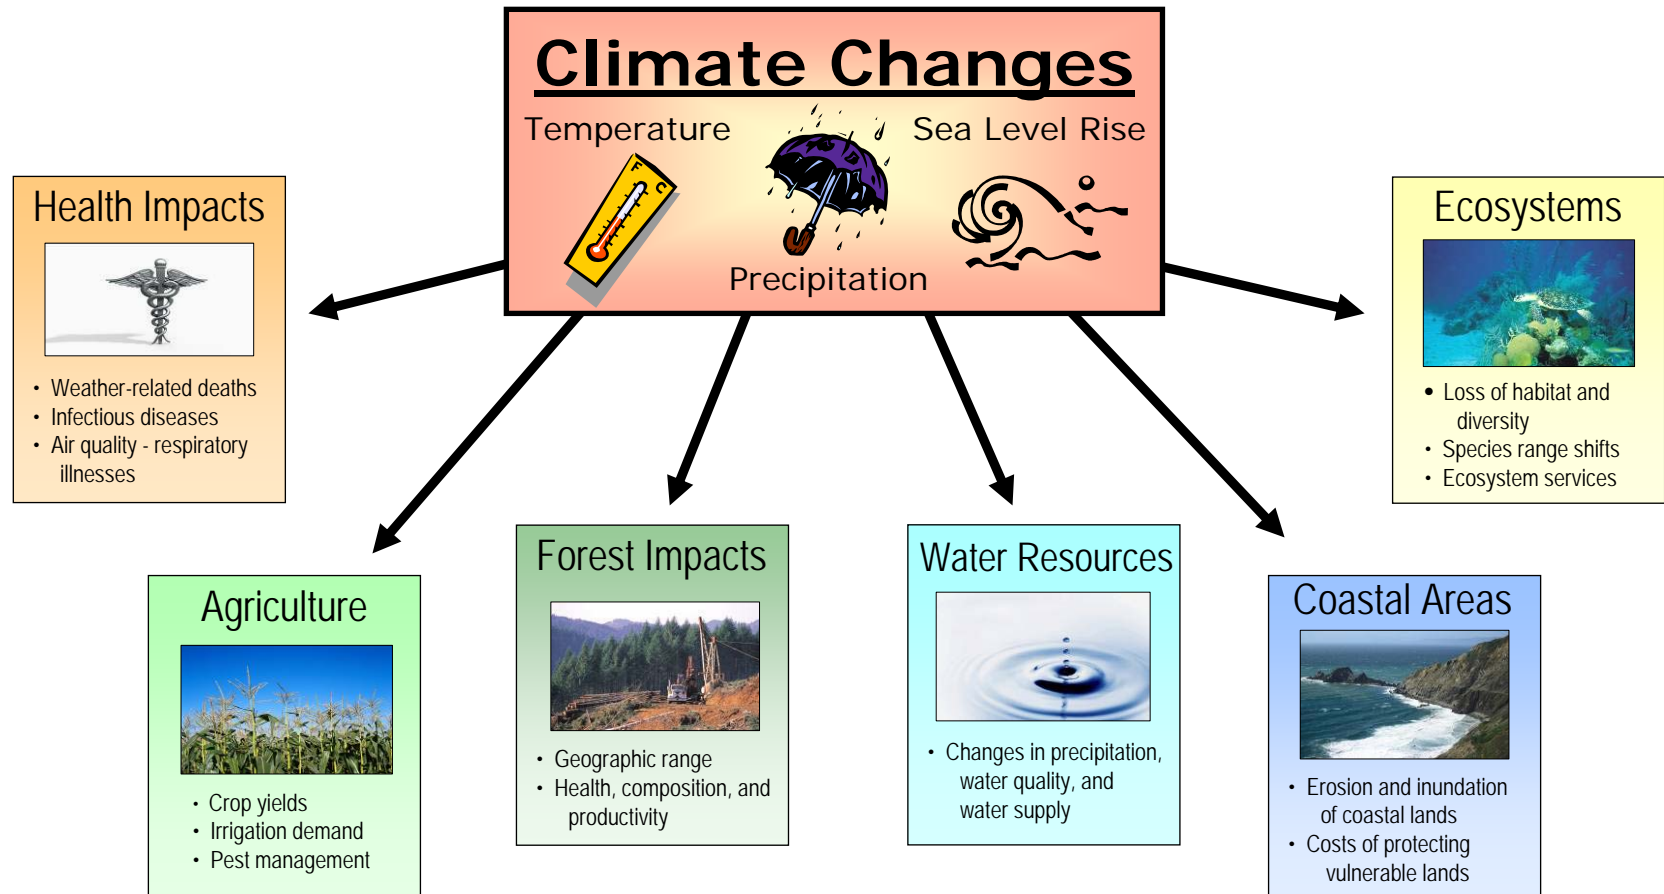 Climate Changes
Temperature
Sea Level Rise
F
C
Precipitation
Health Impacts
• Weather-related deaths
• Infectious diseases
• Air quality - respiratory
illnesses
Ecosystems
• Loss of habitat and
diversity
• Species range shifts
• Ecosystem services
Agriculture
• Crop yields
• Irrigation demand
• Pest management
Forest Impacts
• Geographic range
• Health, composition, and
productivity
Water Resources
• Changes in precipitation,
water quality, and
water supply
Coastal Areas
• Erosion and inundation
of coastal lands
• Costs of protecting
vulnerable lands